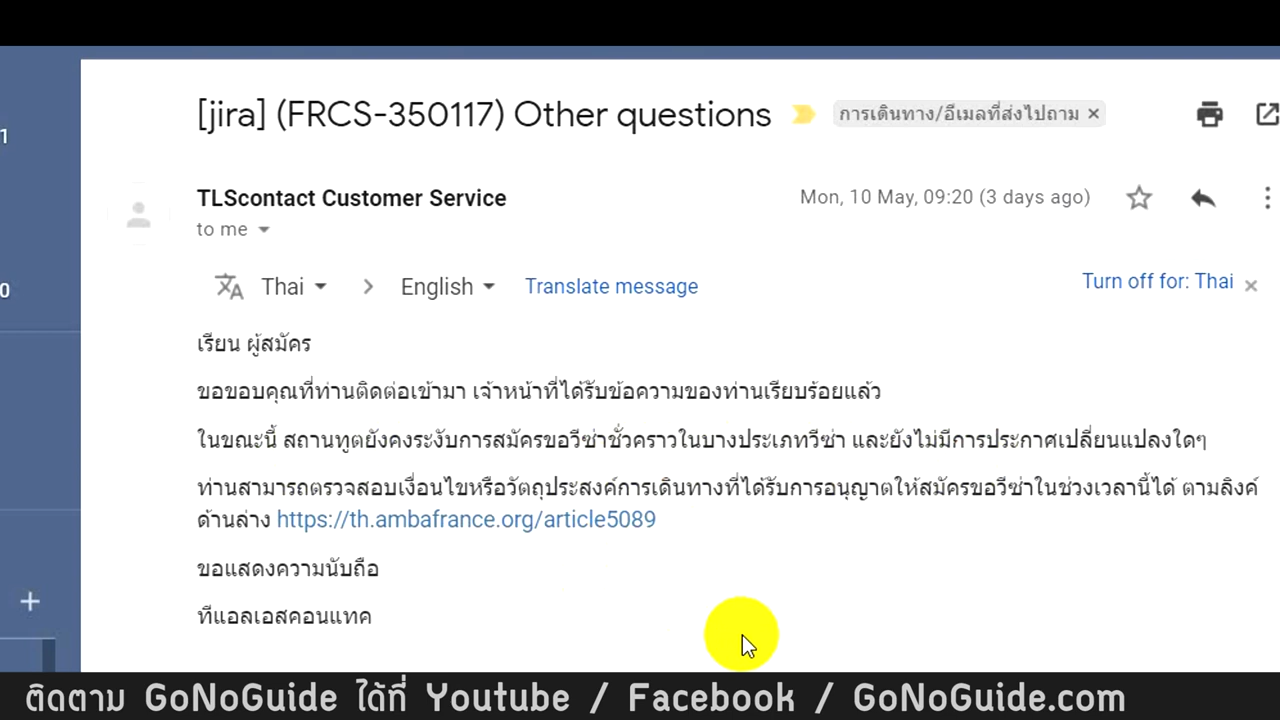 [jira] (FRCS-350117) Other questions การเดินทาง/อีเมลที่ส่งไปถาม ×
1
TLScontact Customer Service Mon, 10 May, 09:20 (3 days ago)
to me
Thai > English Translate message Turn off for: Thai ×
0
เรียน ผู้สมัคร
ขอขอบคุณที่ท่านติดต่อเข้ามา เจ้าหน้าที่ได้รับข้อความของท่านเรียบร้อยแล้ว
ในขณะนี้ สถานทูตยังคงระงับการสมัครขอวีซ่าชั่วคราวในบางประเภทวีซ่า และยังไม่มีการประกาศเปลี่ยนแปลงใดๆ
ท่านสามารถตรวจสอบเงื่อนไขหรือวัตถุประสงค์การเดินทางที่ได้รับการอนุญาตให้สมัครขอวีซ่าในช่วงเวลานี้ได้ ตามลิงค์
ด้านล่าง https://th.ambafrance.org/article5089
ขอแสดงความนับถือ
ทีแอลเอสคอนแทค
ติดตาม GoNoGuide ได้ที่ Youtube / Facebook / GoNoGuide.com